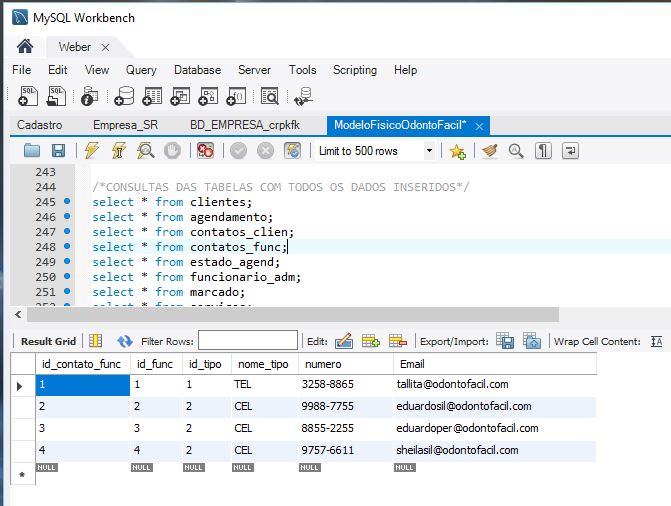 MySQL Workbench
Weber
File Edit View Query Database Server Tools Scripting Help
Cadastro Empresa_SR BD_EMPRESA_crpkfk ModeloFisicoOdontoFacil*
Limit to 500 rows
243
244 /*CONSULTAS DAS TABELAS COM TODOS OS DADOS INSERIDOS*/
245 select * from clientes;
246 select * from agendamento;
247 select * from contatos_clien;
248 select * from contatos_func;
249 select * from estado_agend;
250 select * from funcionario_adm;
251 select * from marcado;
252 select * from servicos;
Result Grid Filter Rows: Edit: Export/Import: Wrap Cell Content:
id_contato_func id_func id_tipo nome_tipo numero Email
1 1 1 TEL 3258-8865 tallita@odontofacil.com
2 2 2 CEL 9988-7755 eduardosil@odontofacil.com
3 3 2 CEL 8855-2255 eduardoper@odontofacil.com
4 4 2 CEL 9757-6611 sheilasil@odontofacil.com
NULL NULL NULL NULL NULL NULL